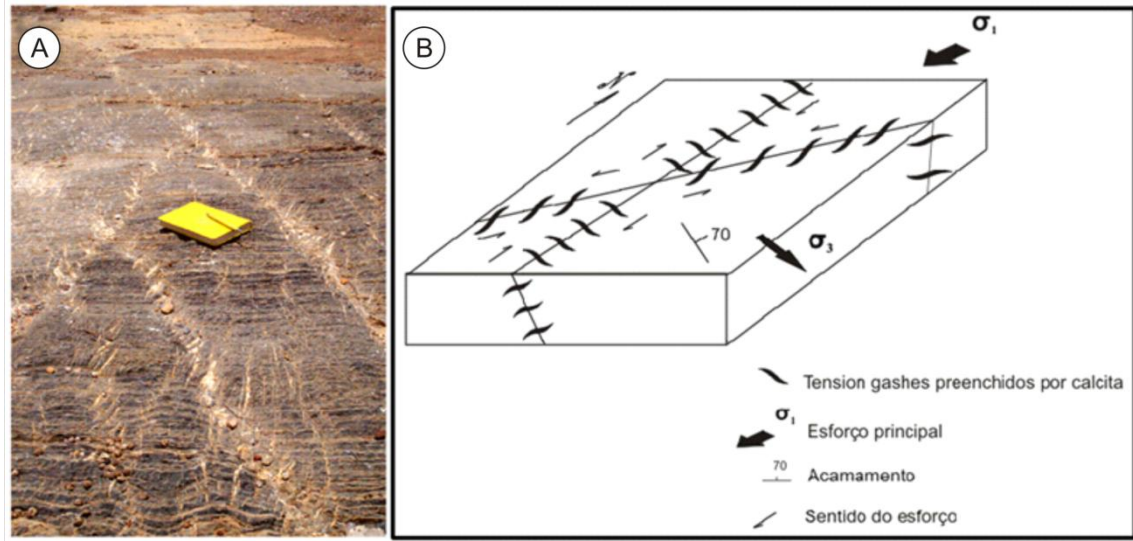 A
B
σ₁
70
σ₃
Tension gashes preenchidos por calcita
σ₁
Esforço principal
70
Acamamento
Sentido do esforço